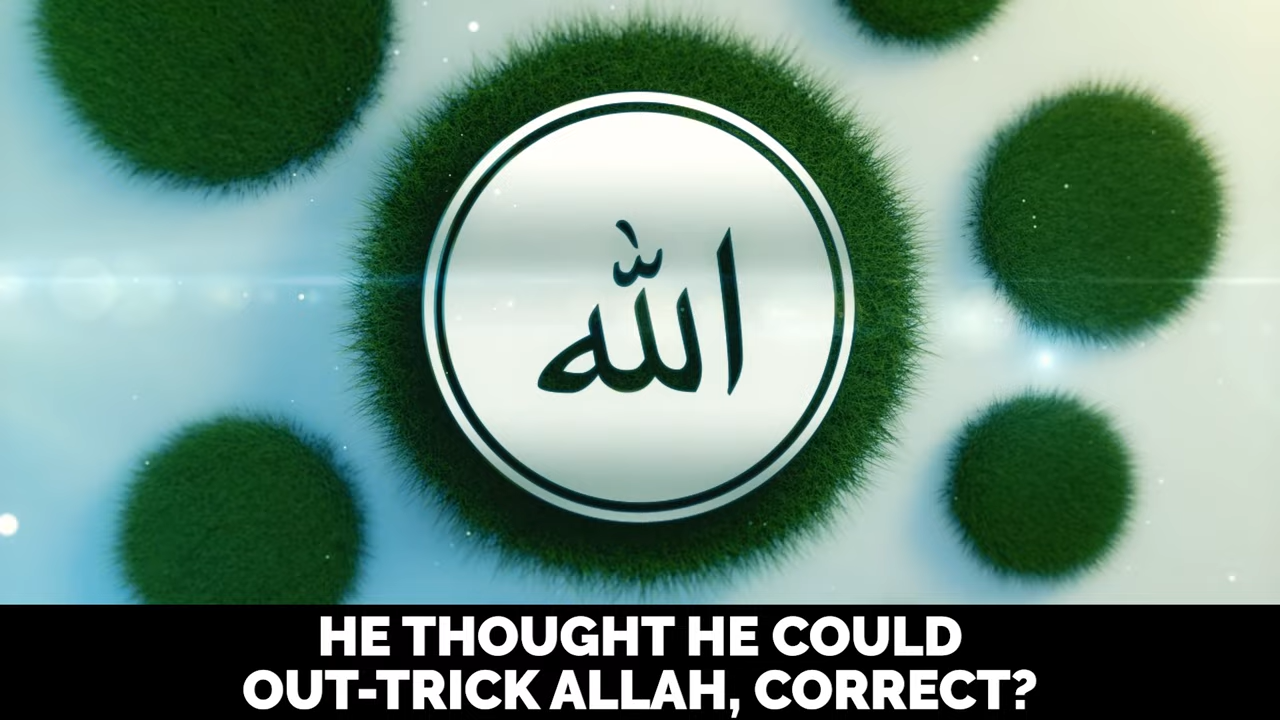 الله
HE THOUGHT HE COULD
OUT-TRICK ALLAH, CORRECT?